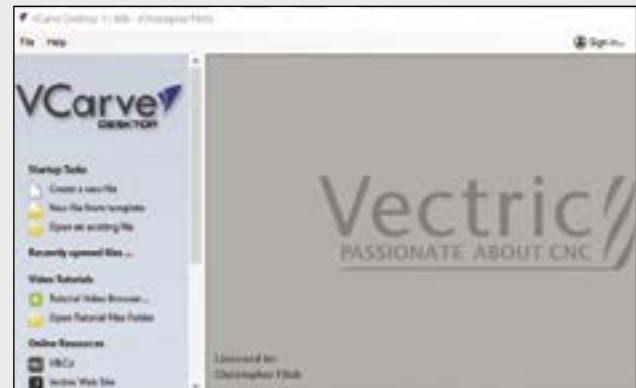 VCarve Desktop
File Help
Sign in...
VCarve
DESKTOP
Startup Tasks
Create a new file
New file from template
Open an existing file
Recently opened files ...
Video Tutorials
Tutorial Video Browser...
Open Tutorial Files Folder
Online Resources
Vectric Web Site
Vectric
PASSIONATE ABOUT CNC
Licensed to:
Christopher